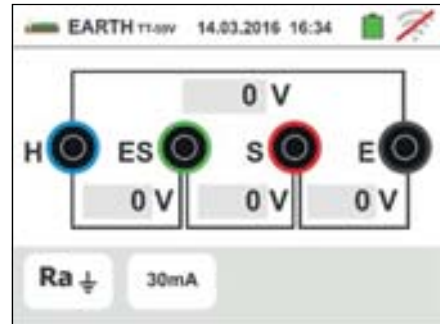 EARTH TT-50V 14.03.2016 16:34
0 V
H ES S E
0 V 0 V 0 V
Ra 30mA